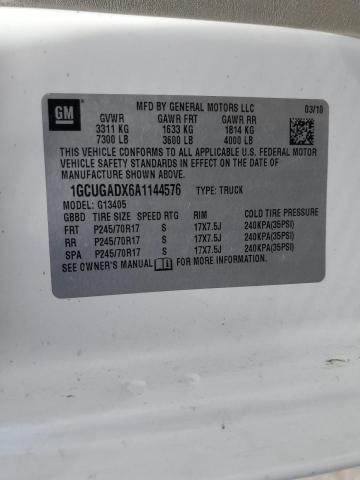 GM
MFD BY GENERAL MOTORS LLC 03/10
GVWR GAWR FRT GAWR RR
3311 KG 1633 KG 1814 KG
7300 LB 3600 LB 4000 LB
THIS VEHICLE CONFORMS TO ALL APPLICABLE U.S. FEDERAL
MOTOR VEHICLE SAFETY STANDARDS IN EFFECT ON THE DATE OF
MANUFACTURE SHOWN ABOVE.
1GCUGADX6A1144576 TYPE: TRUCK
MODEL: G13405
GBBD TIRE SIZE SPEED RTG RIM COLD TIRE PRESSURE
FRT P245/70R17 S 17X7.5J 240KPA(35PSI)
RR P245/70R17 S 17X7.5J 240KPA(35PSI)
SPA P245/70R17 S 17X7.5J 240KPA(35PSI)
SEE OWNER'S MANUAL FOR MORE INFORMATION.